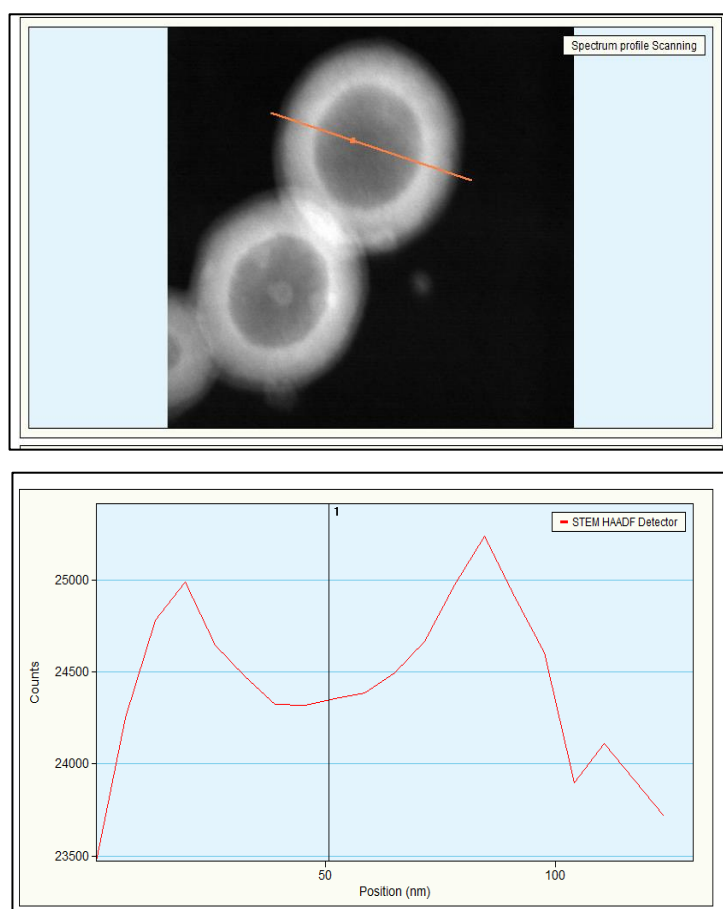 Spectrum profile Scanning
1
STEM HAADF Detector
25000
24500
24000
23500
Counts
50
100
Position (nm)